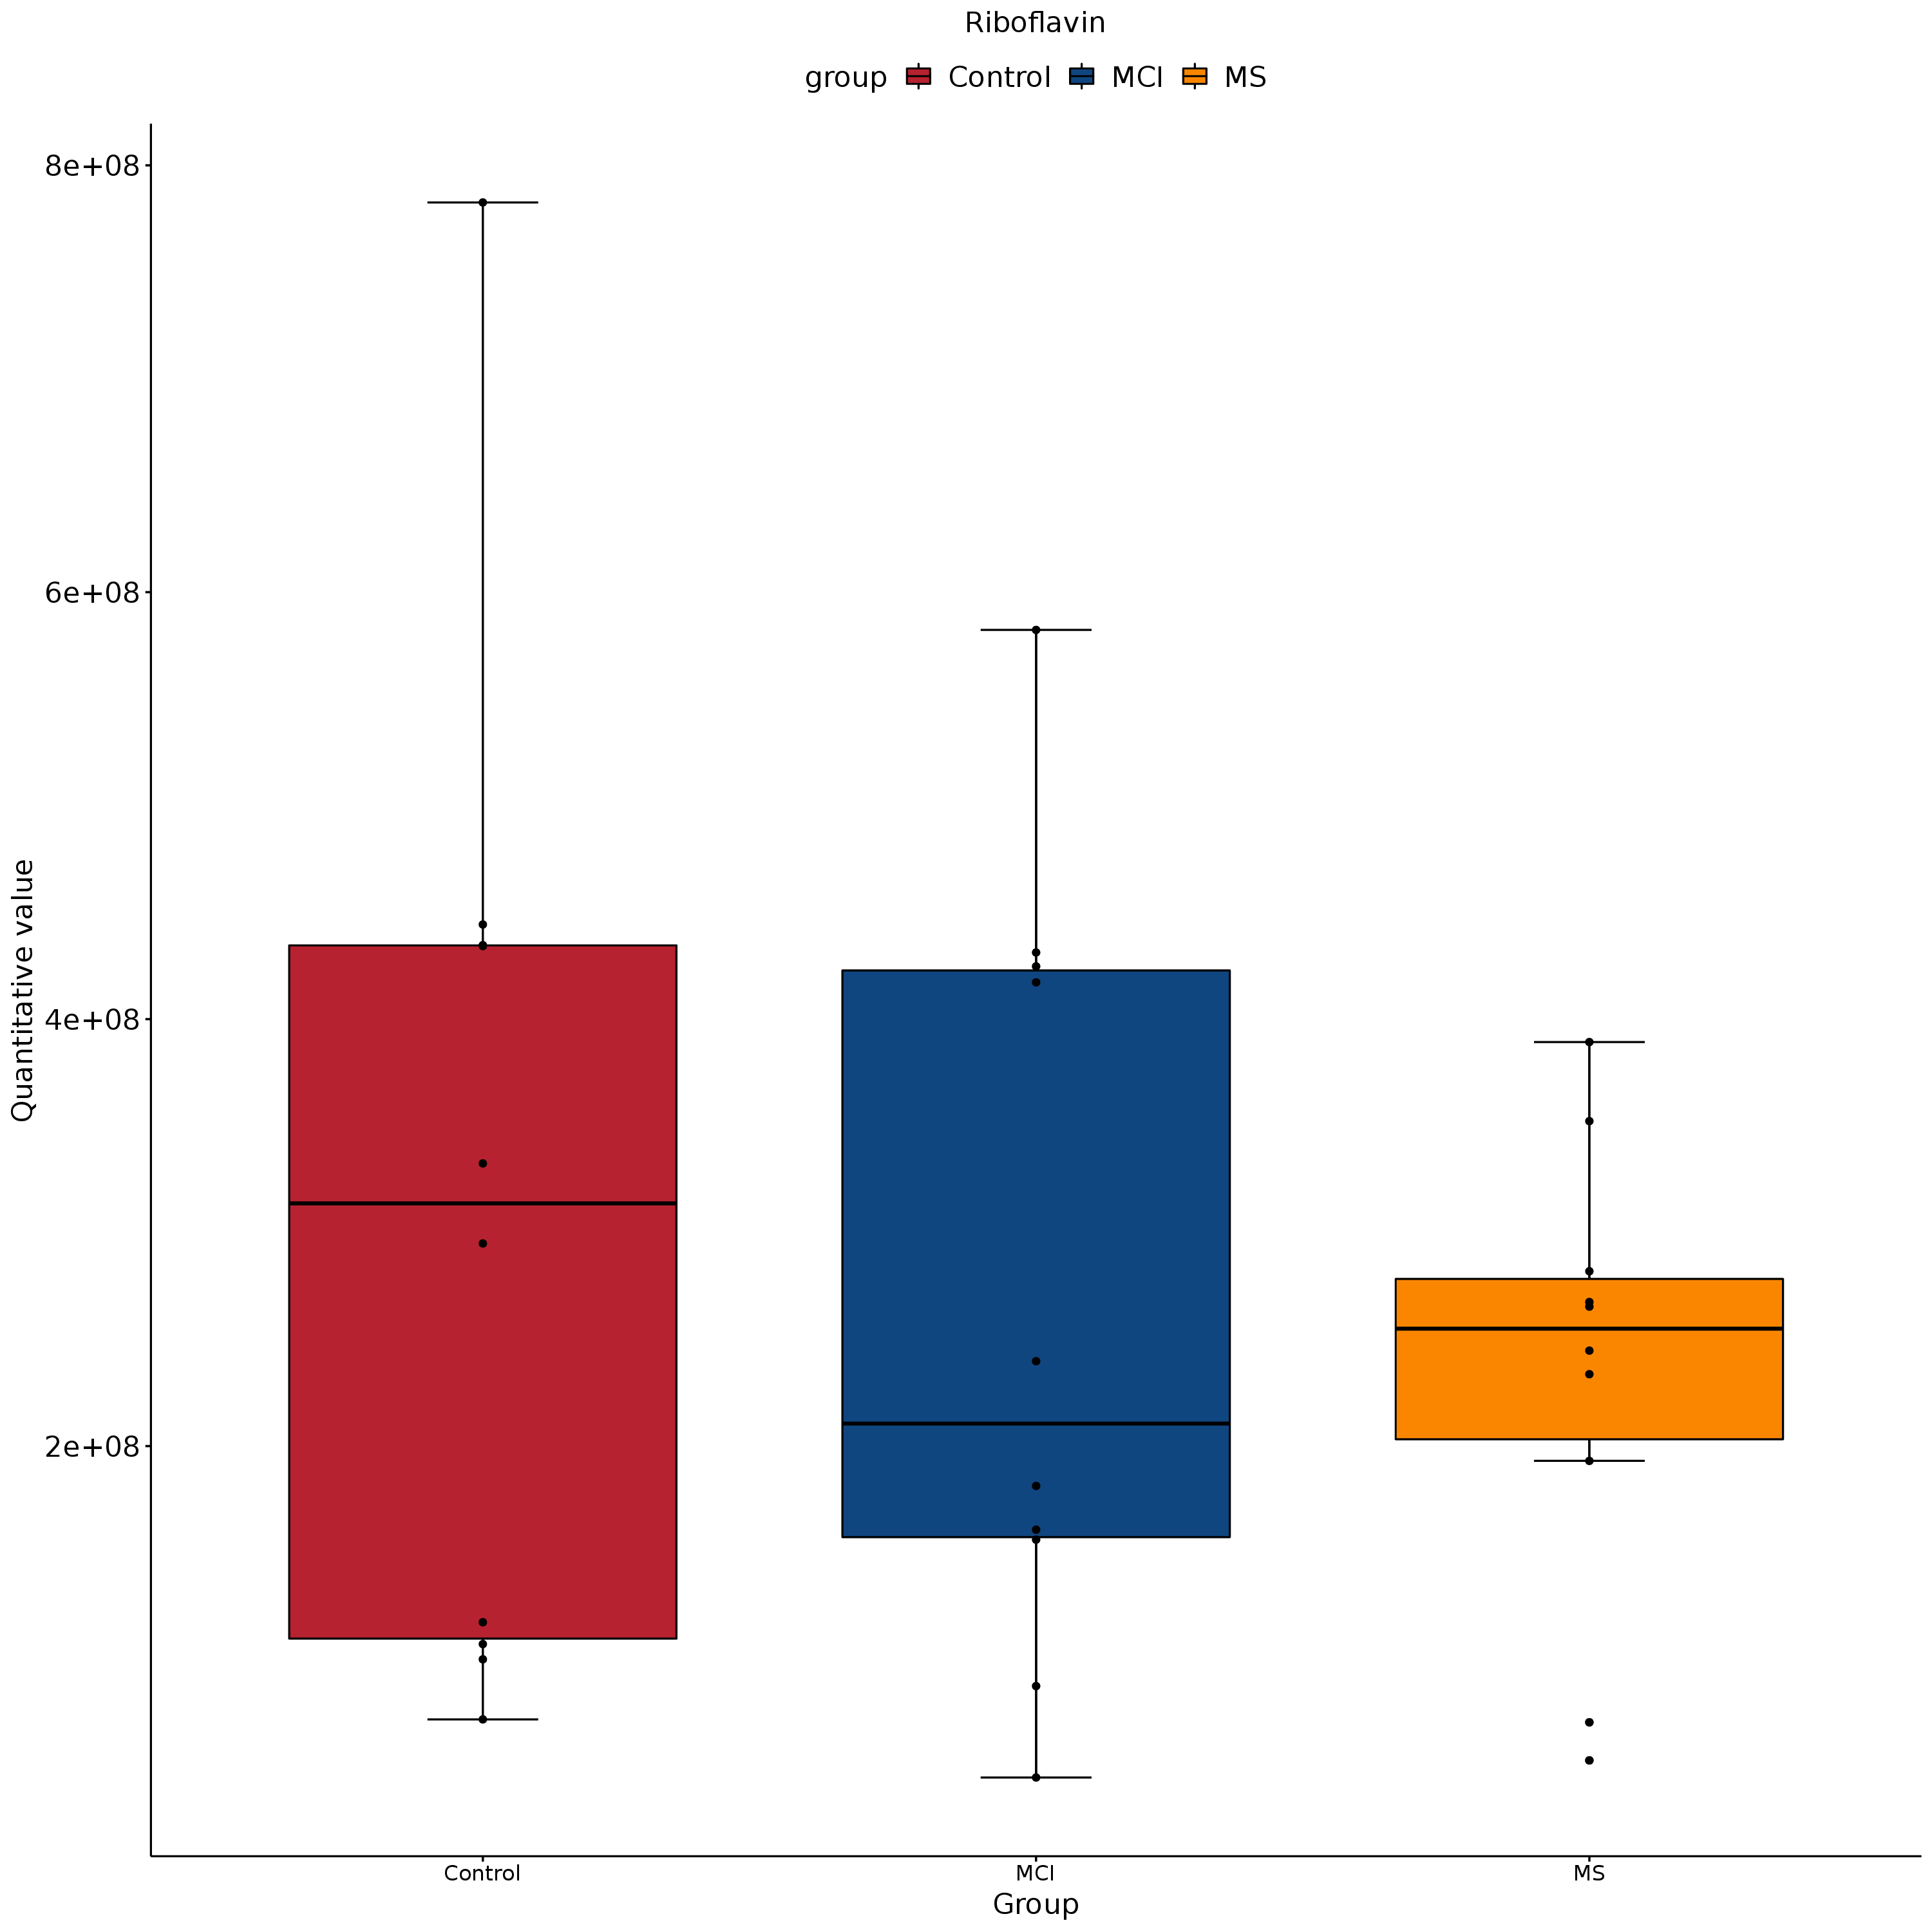 Riboflavin
group Control MCI MS
Quantitative value
8e+08
6e+08
4e+08
2e+08
Control MCI MS
Group